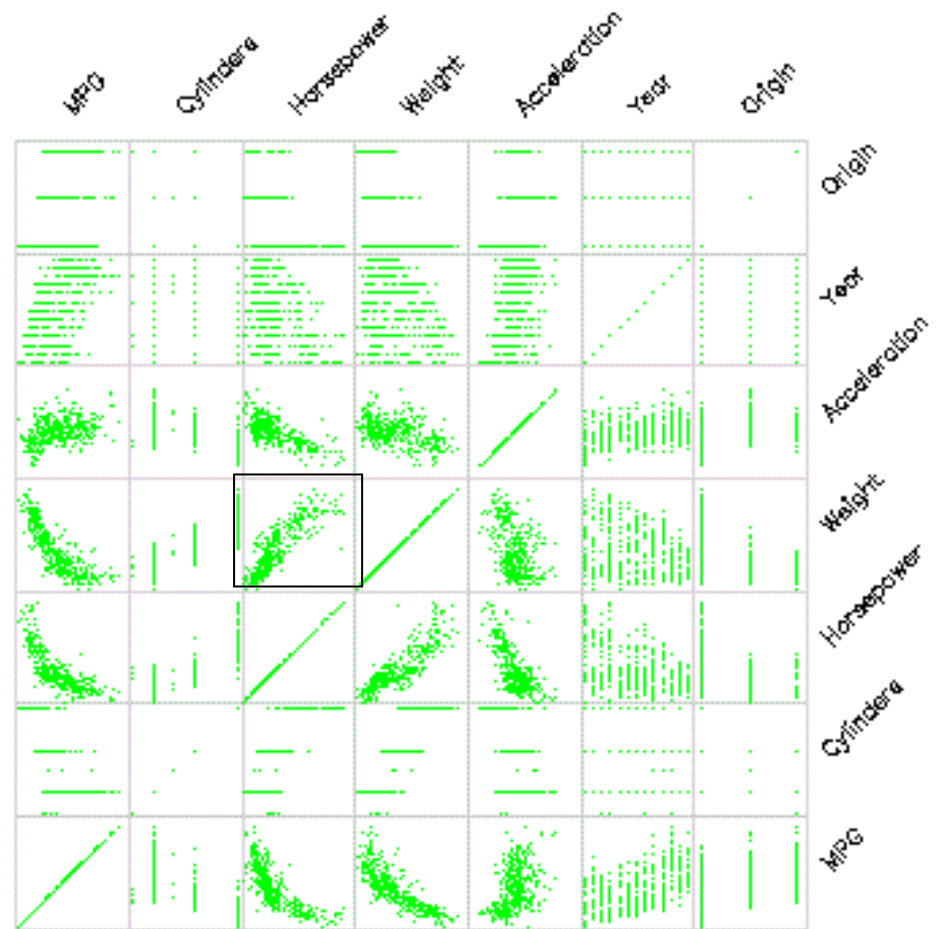 MPG
Cylinders
Horsepower
Weight
Acceleration
Year
Origin
Origin
Year
Acceleration
Weight
Horsepower
Cylinders
MPG